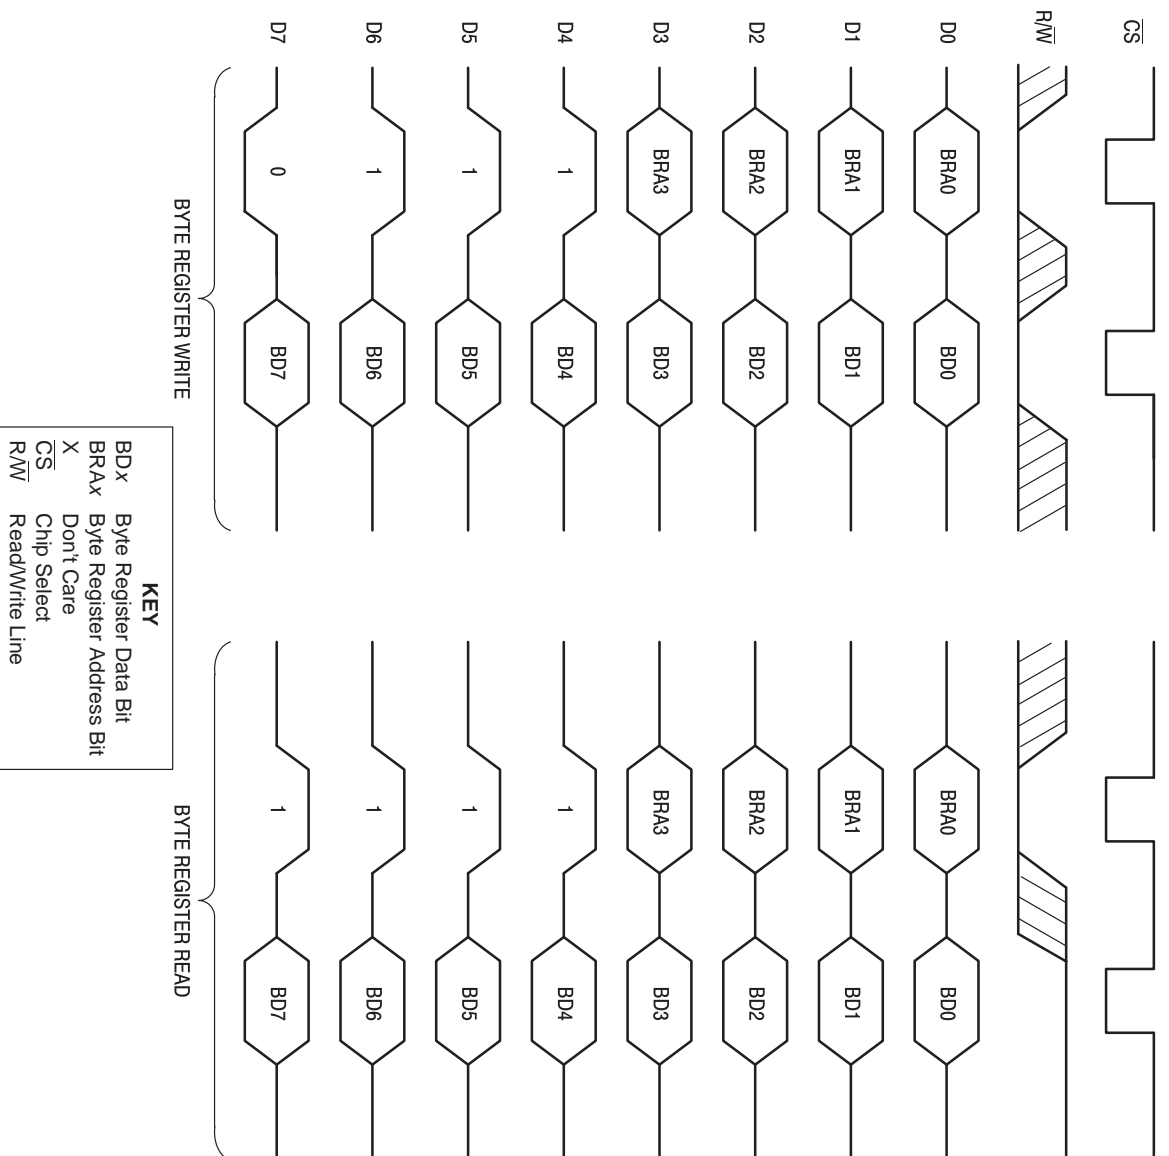 CS
R/W
D0 BRA0 BD0 BRA0 BD0
D1 BRA1 BD1 BRA1 BD1
D2 BRA2 BD2 BRA2 BD2
D3 BRA3 BD3 BRA3 BD3
D4 1 BD4 1 BD4
D5 1 BD5 1 BD5
D6 1 BD6 1 BD6
D7 0 BD7 1 BD7
BYTE REGISTER WRITE BYTE REGISTER READ
KEY
BDx Byte Register Data Bit
BRAx Byte Register Address Bit
X Don't Care
CS Chip Select
R/W Read/Write Line